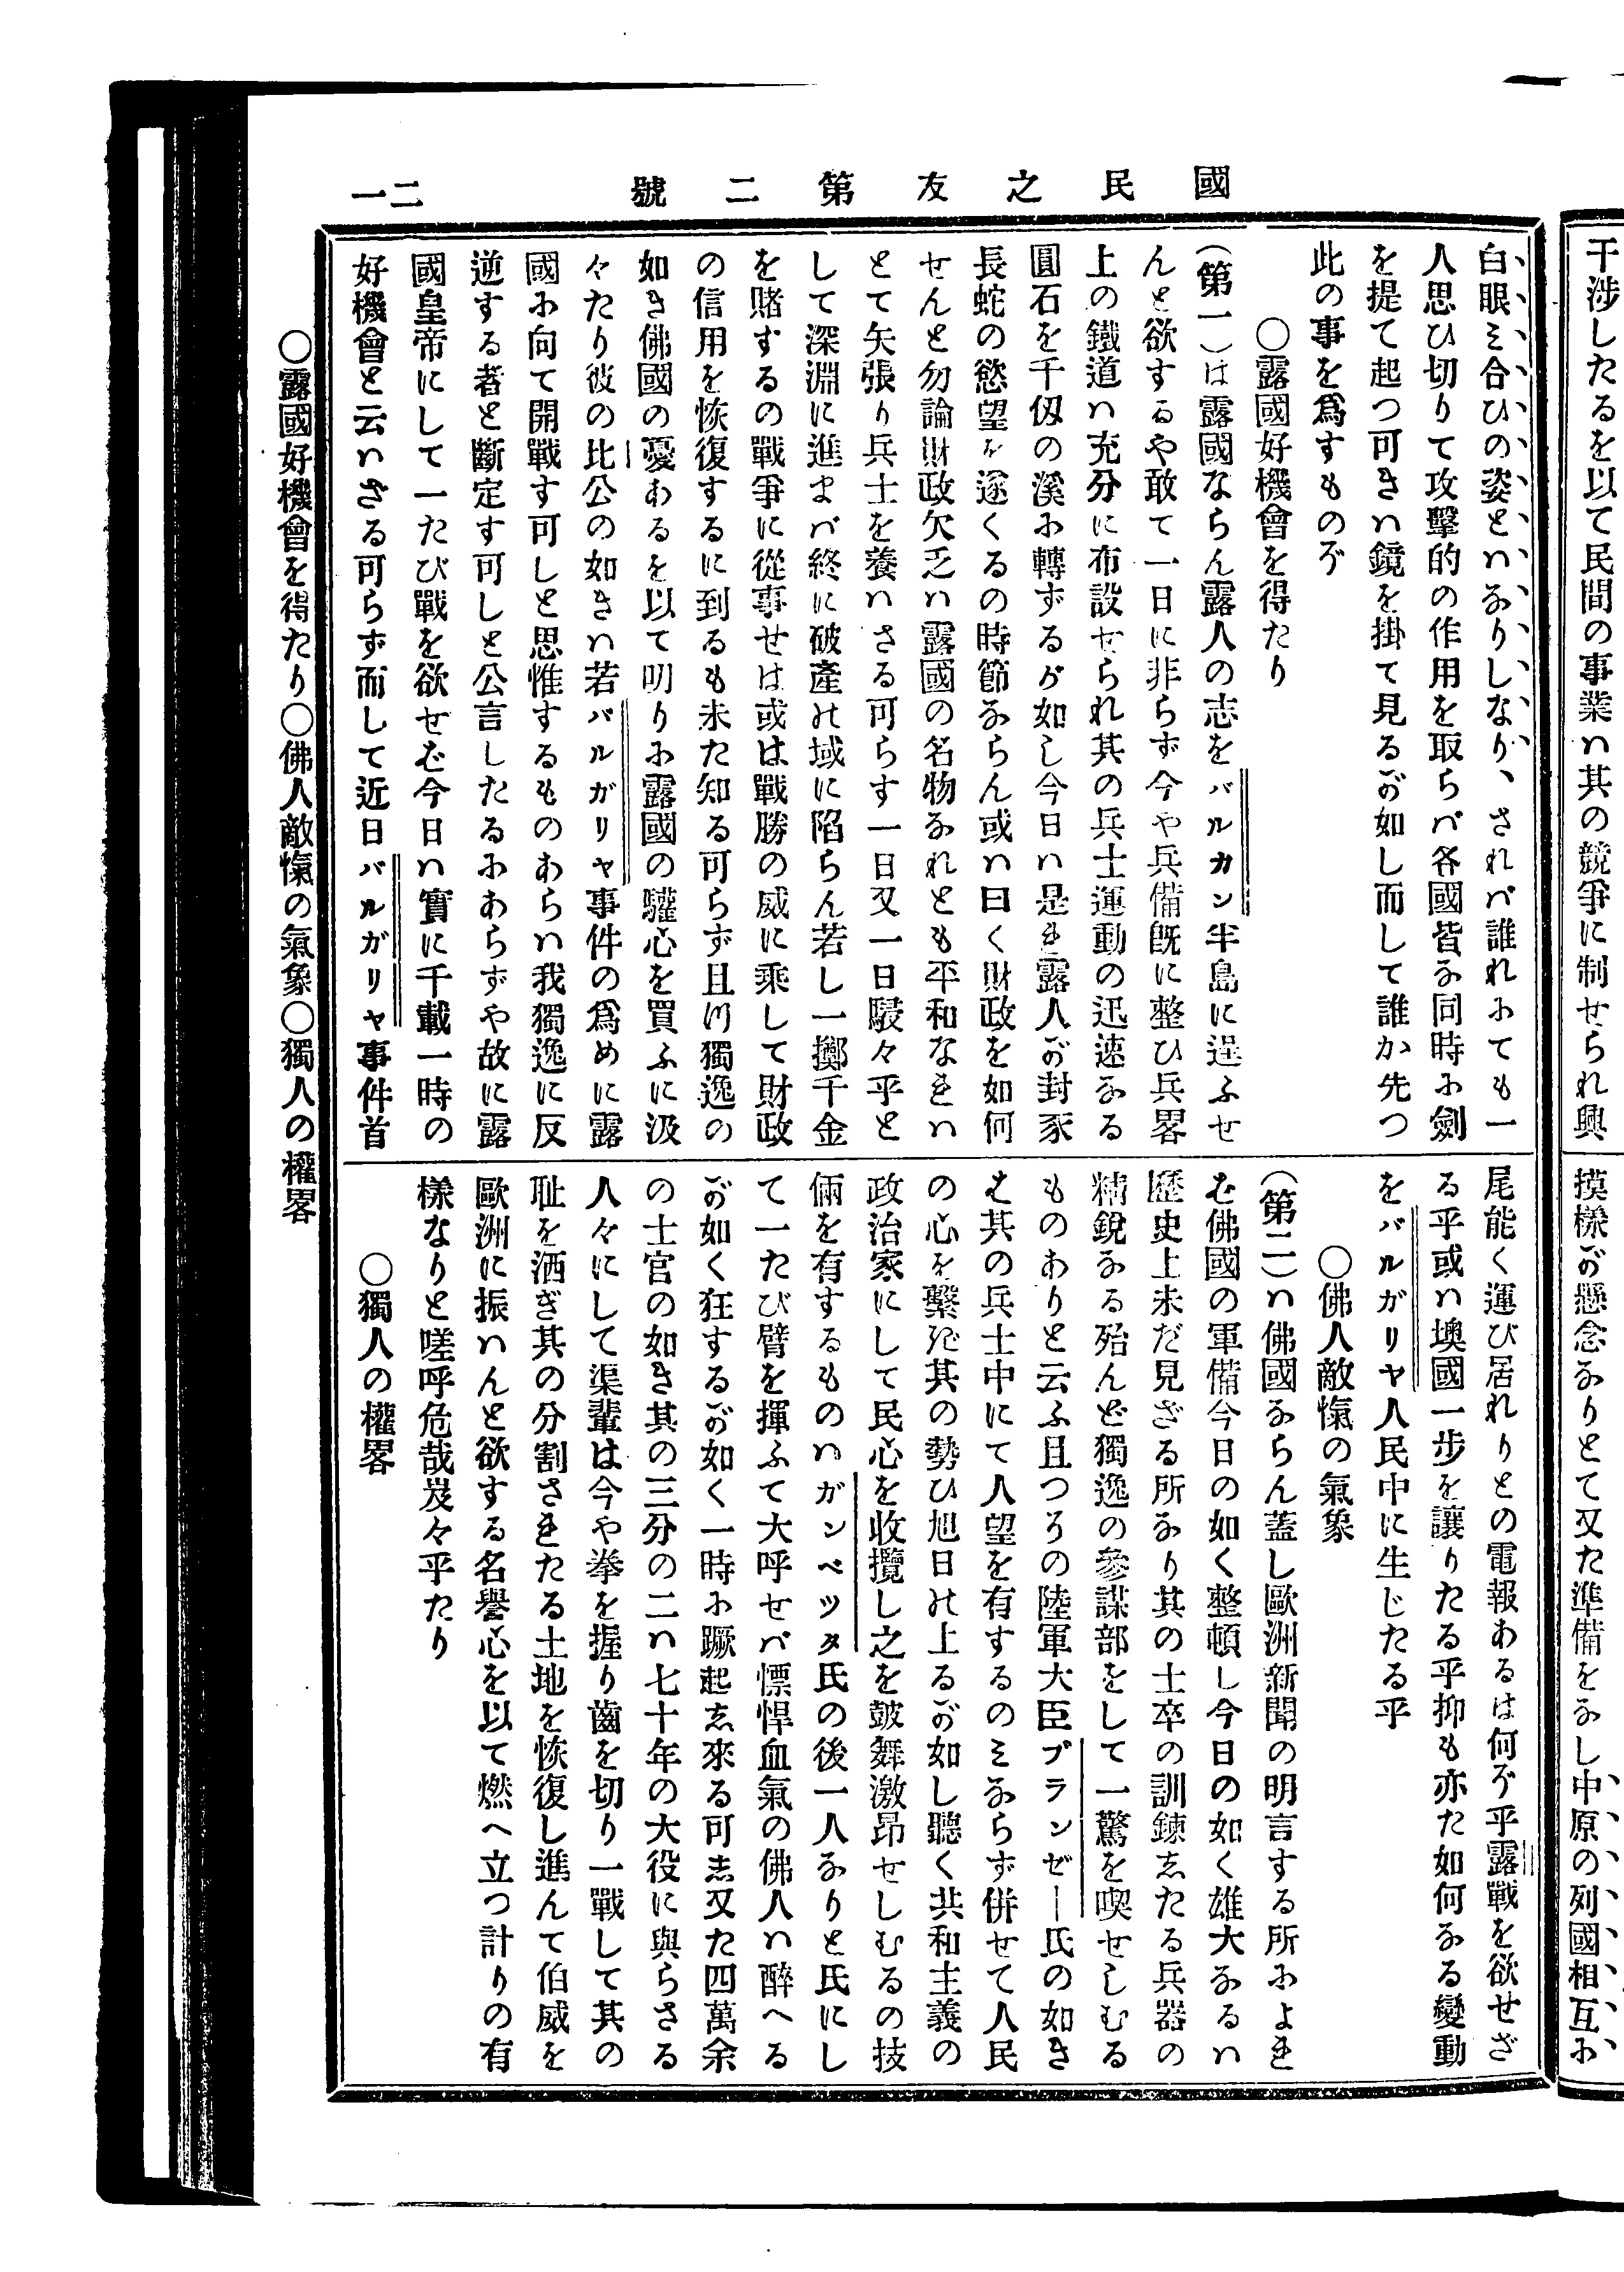 干涉したるを以て民間の事業ハ其の競爭に制せられ興
摸樣が懸念なりとて又た準備をなし中原の列國相互に
國民之友第二號
二一
白眼ミ合ひの姿とハなりしなり、されバ誰れにても一
人思ひ切りて攻擊的の作用を取らバ各國皆な同時に劍
を提て起つ可きハ鏡を掛て見るが如し而して誰か先つ
此の事を爲すものぞ
○露國好機會を得たり
(第一)は露國ならん露人の志をバルカン半島に逞ふせ
んと欲するや敢て一日に非らず今や兵備既に整ひ兵畧
上の鐵道ハ充分に布設せられ其の兵士運動の迅速なる
圓石を千仭の溪に轉ずるが如し今日ハ是れ露人が封豕
長蛇の慾望を遂くるの時節ならん或ハ曰く財政を如何
せんと勿論財政欠乏ハ露國の名物なれとも平和なれハ
とて矢張り兵士を養ハさる可らす一日又一日駸々乎と
して深淵に進まバ終に破產の域に陷らん若し一擲千金
を賭するの戰爭に從事せは或は戰勝の威に乘して財政
の信用を恢復するに到るも未た知る可らず且つ獨逸の
如き佛國の憂あるを以て明りに露國の驩心を買ふに汲
々たり彼の比公の如きハ若バルガリヤ事件の爲めに露
國に向て開戰す可しと思惟するものあらハ我獨逸に反
逆する者と斷定す可しと公言したるにあらずや故に露
國皇帝にして一たび戰を欲せむ今日ハ實に千載一時の
好機會と云ハざる可らず而して近日バルガリヤ事件首
尾能く運び居れりとの電報あるは何ぞ乎露戰を欲せざ
る乎或ハ墺國一步を讓りたる乎抑も亦た如何なる變動
をバルガリヤ人民中に生じたる乎
○佛人敵愾の氣象
(第二)ハ佛國ならん蓋し歐洲新聞の明言する所によれ
む佛國の軍備今日の如く整頓し今日の如く雄大なるハ
歷史上未だ見ざる所なり其の士卒の訓鍊したる兵器の
精銳なる殆んど獨逸の參謀部をして一驚を喫せしむる
ものありと云ふ且つ彼の陸軍大臣ブランゼー氏の如き
は其の兵士中にて人望を有するのミならず併せて人民
の心を繫ぎ其の勢ひ旭日の上るが如し聽く共和主義の
政治家にして民心を收攬し之を皷舞激昂せしむるの技
倆を有するものハガンベツタ氏の後一人なりと氏にし
て一たび臂を揮ふて大呼せバ慓悍血氣の佛人ハ醉へる
が如く狂するが如く一時に蹶起し來る可し又た四萬余
の士官の如き其の三分の二ハ七十年の大役に與らさる
人々にして渠輩は今や拳を握り齒を切り一戰して其の
耻を洒ぎ其の分割されたる土地を恢復し進んて伯威を
歐洲に振ハんと欲する名譽心を以て燃へ立つ計りの有
樣なりと嗟呼危哉岌々乎たり
○獨人の權畧
○露國好機會を得たり○佛人敵愾の氣象○獨人の權畧